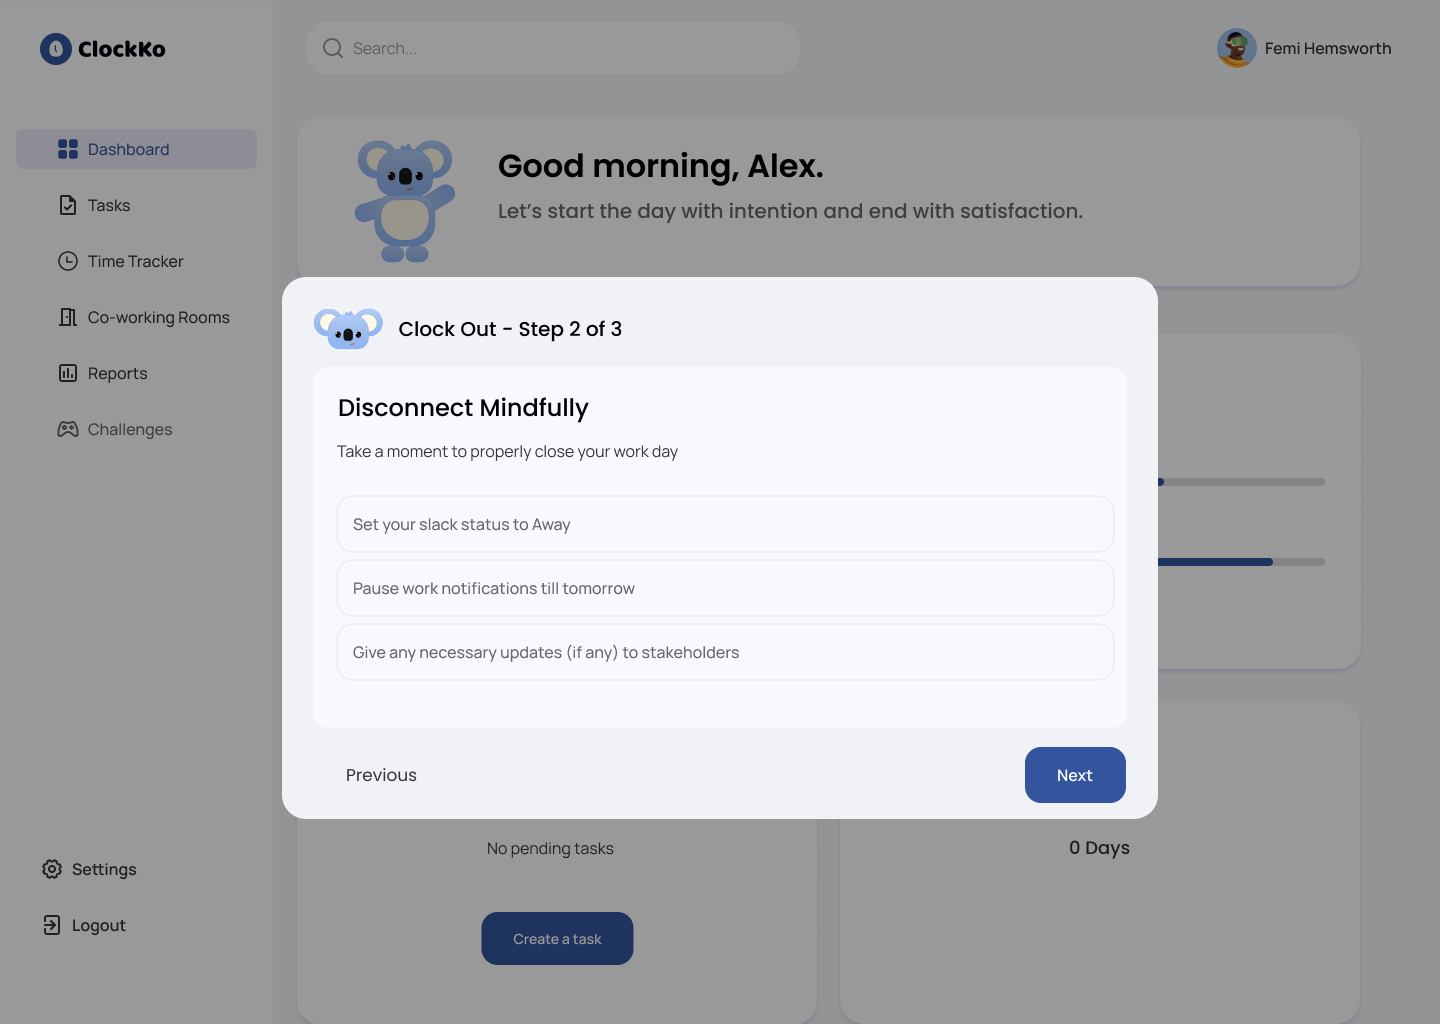 ClockKo
Search...
Femi Hemsworth
Dashboard
Tasks
Time Tracker
Co-working Rooms
Reports
Challenges
Settings
Logout
Good morning, Alex.
Let’s start the day with intention and end with satisfaction.
Clock Out - Step 2 of 3
Disconnect Mindfully
Take a moment to properly close your work day
Set your slack status to Away
Pause work notifications till tomorrow
Give any necessary updates (if any) to stakeholders
Previous
Next
No pending tasks
Create a task
0 Days